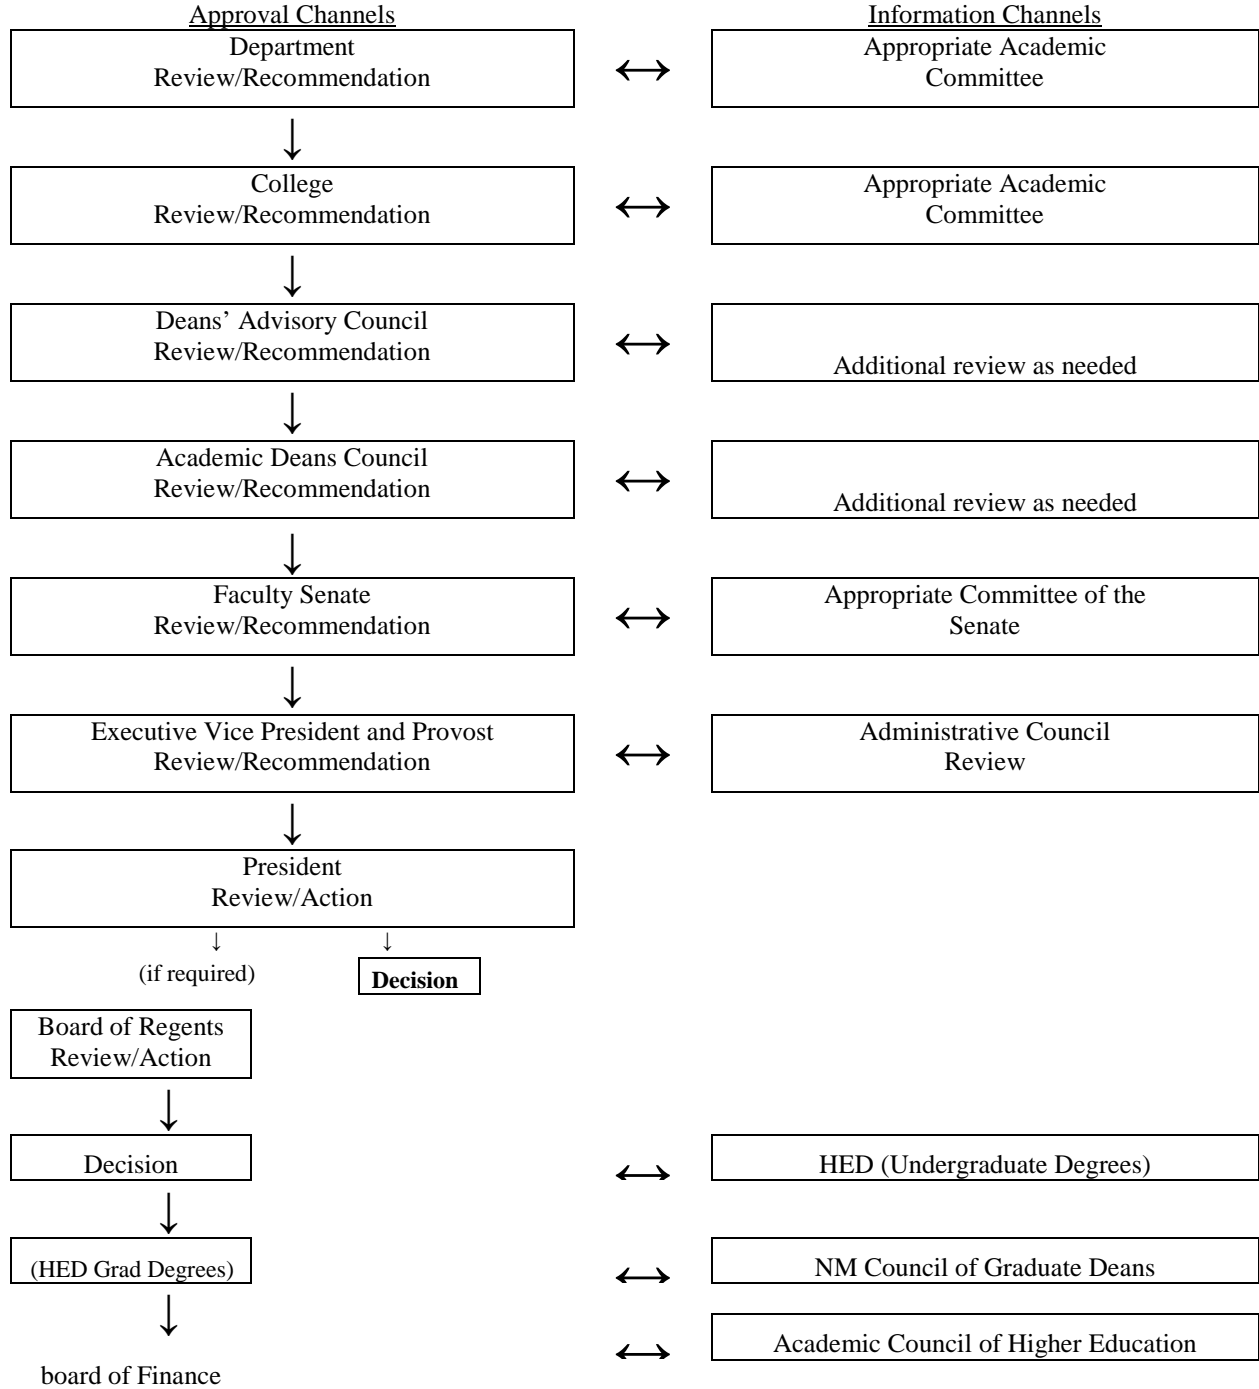 Approval Channels
Information Channels
Department
Review/Recommendation
↔
Appropriate Academic
Committee
↓
College
Review/Recommendation
↔
Appropriate Academic
Committee
↓
Deans’ Advisory Council
Review/Recommendation
↔
Additional review as needed
↓
Academic Deans Council
Review/Recommendation
↔
Additional review as needed
↓
Faculty Senate
Review/Recommendation
↔
Appropriate Committee of the
Senate
↓
Executive Vice President and Provost
Review/Recommendation
↔
Administrative Council
Review
↓
President
Review/Action
↓ ↓
(if required)
Decision
Board of Regents
Review/Action
↓
Decision
↔
HED (Undergraduate Degrees)
↓
(HED Grad Degrees)
↔
NM Council of Graduate Deans
↓
↔
Academic Council of Higher Education
board of Finance